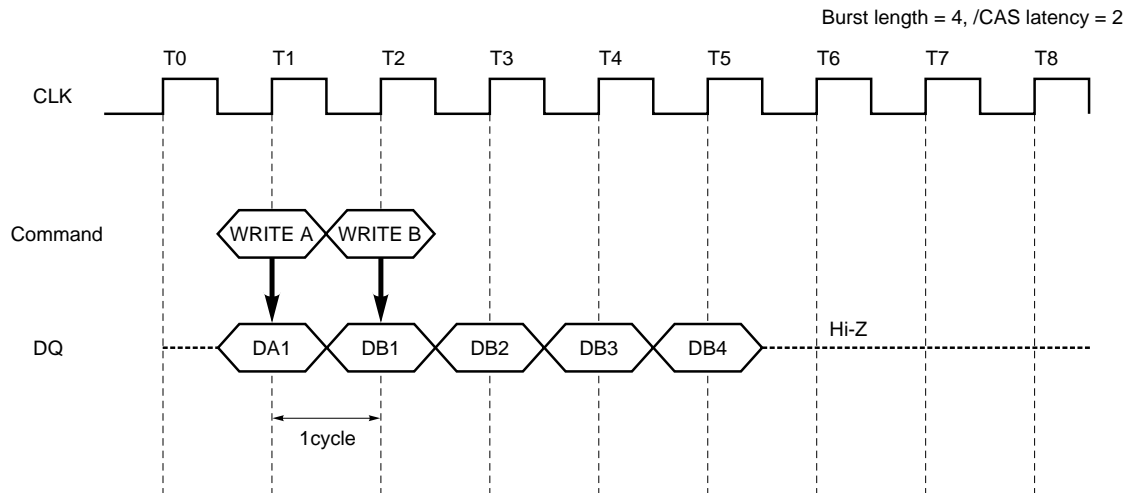 Burst length = 4, /CAS latency = 2
T0 T1 T2 T3 T4 T5 T6 T7 T8
CLK
Command WRITE A WRITE B
Hi-Z
DQ DA1 DB1 DB2 DB3 DB4
1cycle